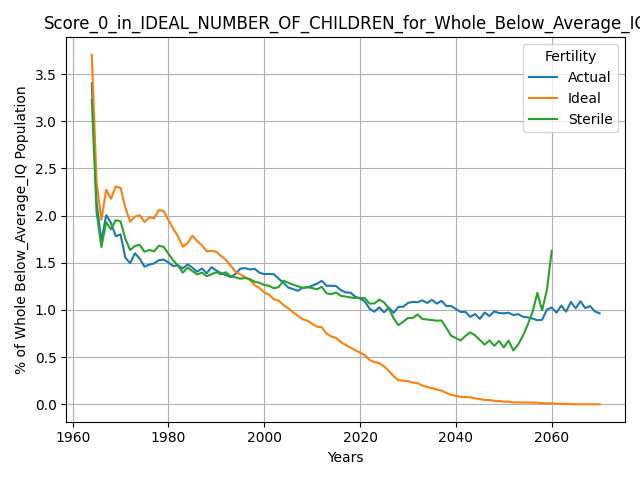 Score_0_in_IDEAL_NUMBER_OF_CHILDREN_for_Whole_Below_Average_IQ
Fertility
Actual
Ideal
Sterile
% of Whole Below_Average_IQ Population
3.5
3.0
2.5
2.0
1.5
1.0
0.5
0.0
1960 1980 2000 2020 2040 2060
Years